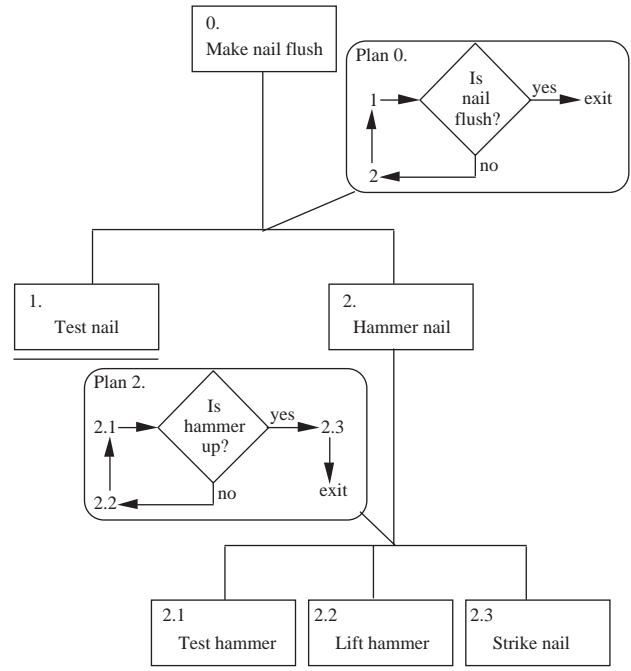 0.
Make nail flush
Plan 0.
Is
nail
flush?
1
yes
exit
no
2
1.
Test nail
2.
Hammer nail
Plan 2.
Is
hammer
up?
2.1
yes
2.3
no
2.2
exit
2.1
Test hammer
2.2
Lift hammer
2.3
Strike nail